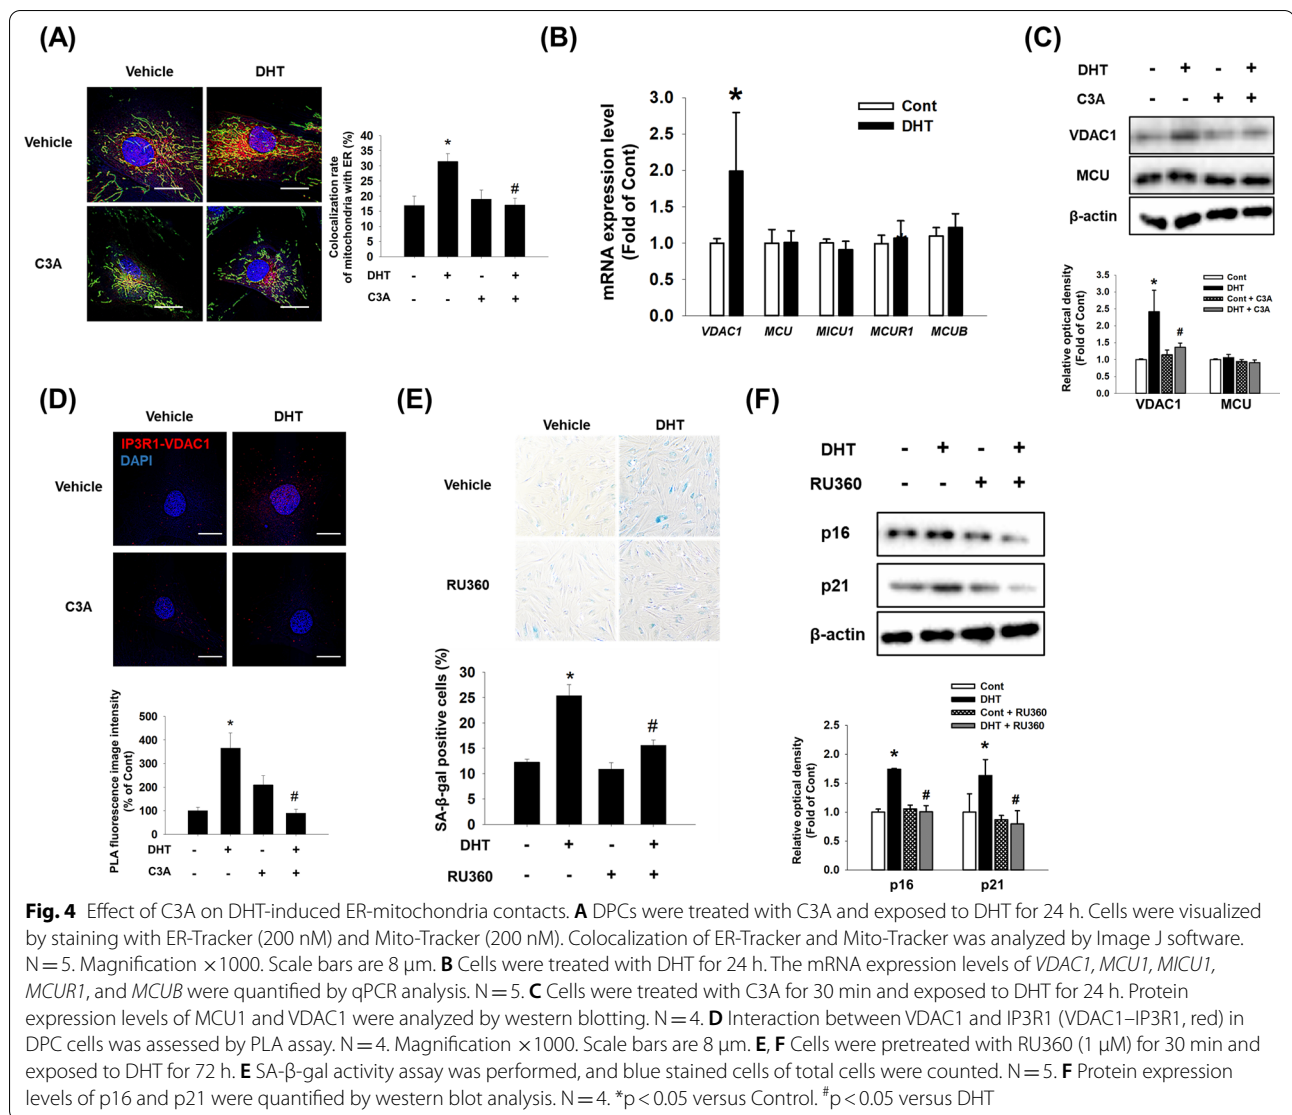 (A)
Vehicle DHT
Vehicle
C3A
Colocalization rate
of mitochondria with ER (%)
40
35
30
25
20
15
10
5
0
*
#
DHT - + - +
C3A - - + +
(B)
mRNA expression level
(Fold of Cont)
3.0
2.5
2.0
1.5
1.0
0.5
0.0
*
Cont
DHT
VDAC1 MCU MICU1 MCUR1 MCUB
(C)
DHT - + - +
C3A - - + +
VDAC1
MCU
β-actin
Relative optical density
(Fold of Cont)
3.5
3.0
2.5
2.0
1.5
1.0
0.5
0.0
*
#
Cont
DHT
Cont + C3A
DHT + C3A
VDAC1 MCU
(D)
Vehicle DHT
IP3R1-VDAC1
DAPI
Vehicle
C3A
PLA fluorescence image intensity
(% of Cont)
500
400
300
200
100
0
*
#
DHT - + - +
C3A - - + +
(E)
Vehicle DHT
Vehicle
RU360
SA-β-gal positive cells (%)
30
25
20
15
10
5
0
*
#
DHT - + - +
RU360 - - + +
(F)
DHT - + - +
RU360 - - + +
p16
p21
β-actin
Cont
DHT
Cont + RU360
DHT + RU360
Relative optical density
(Fold of Cont)
2.5
2.0
1.5
1.0
0.5
0.0
*
#
*
#
p16 p21
Fig. 4 Effect of C3A on DHT-induced ER-mitochondria contacts. A DPCs were treated with C3A and exposed to DHT for 24 h. Cells were visualized
by staining with ER-Tracker (200 nM) and Mito-Tracker (200 nM). Colocalization of ER-Tracker and Mito-Tracker was analyzed by Image J software.
N = 5. Magnification ×1000. Scale bars are 8 μm. B Cells were treated with DHT for 24 h. The mRNA expression levels of VDAC1, MCU1, MICU1,
MCUR1, and MCUB were quantified by qPCR analysis. N = 5. C Cells were treated with C3A for 30 min and exposed to DHT for 24 h. Protein
expression levels of MCU1 and VDAC1 were analyzed by western blotting. N = 4. D Interaction between VDAC1 and IP3R1 (VDAC1–IP3R1, red) in
DPC cells was assessed by PLA assay. N = 4. Magnification ×1000. Scale bars are 8 μm. E, F Cells were pretreated with RU360 (1 μM) for 30 min and
exposed to DHT for 72 h. E SA-β-gal activity assay was performed, and blue stained cells of total cells were counted. N = 5. F Protein expression
levels of p16 and p21 were quantified by western blot analysis. N = 4. *p < 0.05 versus Control. #p < 0.05 versus DHT